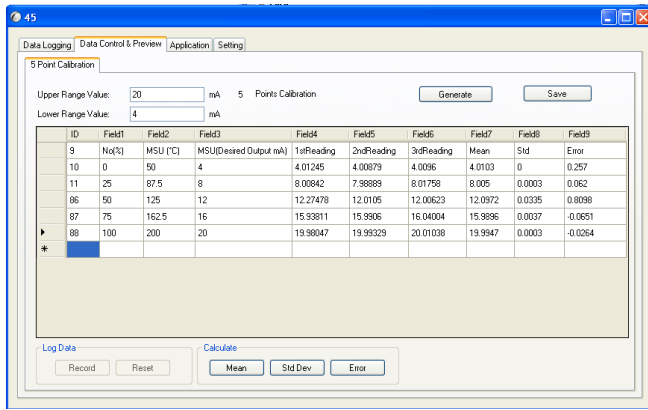 45
Data Logging Data Control & Preview Application Setting
5 Point Calibration
Upper Range Value: 20 mA 5 Points Calibration Generate Save
Lower Range Value: 4 mA
ID Field1 Field2 Field3 Field4 Field5 Field6 Field7 Field8 Field9
9 No(%) MSU (°C) MSU(Desired Output mA) 1stReading 2ndReading 3rdReading Mean Std Error
10 0 50 4 4.01245 4.00879 4.0096 4.0103 0 0.257
11 25 87.5 8 8.00842 7.98889 8.01758 8.005 0.0003 0.062
86 50 125 12 12.27478 12.0105 12.00623 12.0972 0.0335 0.8098
87 75 162.5 16 15.93811 15.9906 16.04004 15.9896 0.0037 -0.0651
88 100 200 20 19.98047 19.99329 20.01038 19.9947 0.0003 -0.0264
Log Data Calculate
Record Reset Mean Std Dev Error